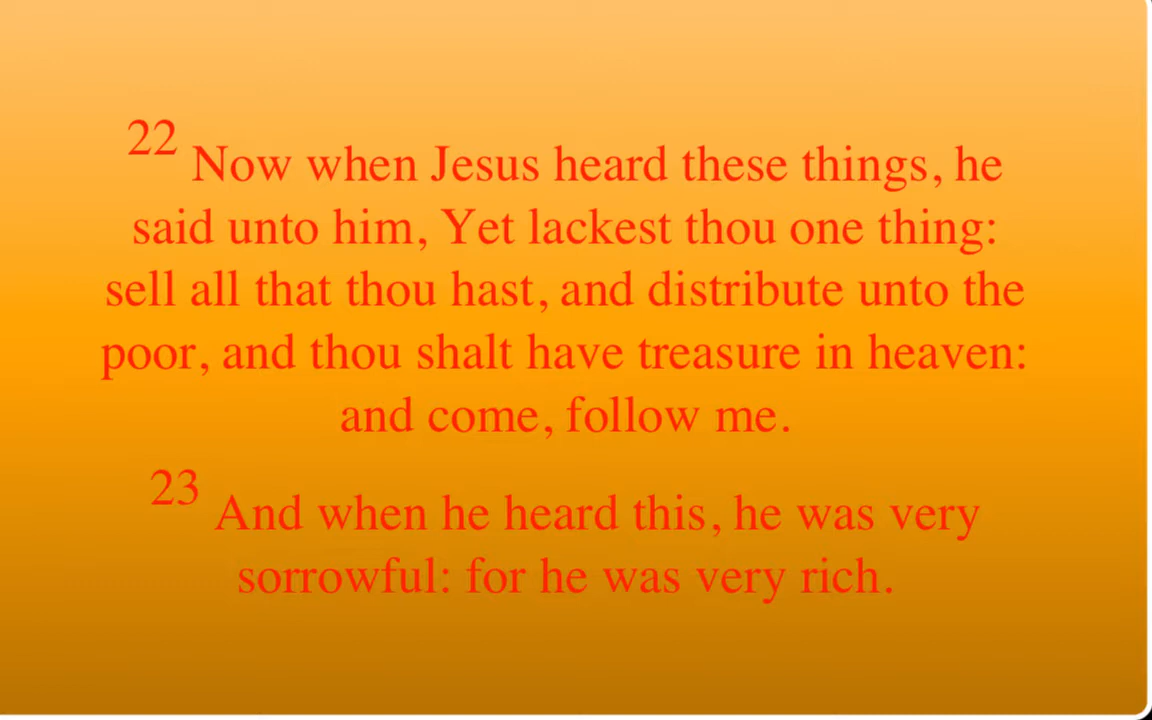 22 Now when Jesus heard these things, he
said unto him, Yet lackest thou one thing:
sell all that thou hast, and distribute unto the
poor, and thou shalt have treasure in heaven:
and come, follow me.
23 And when he heard this, he was very
sorrowful: for he was very rich.